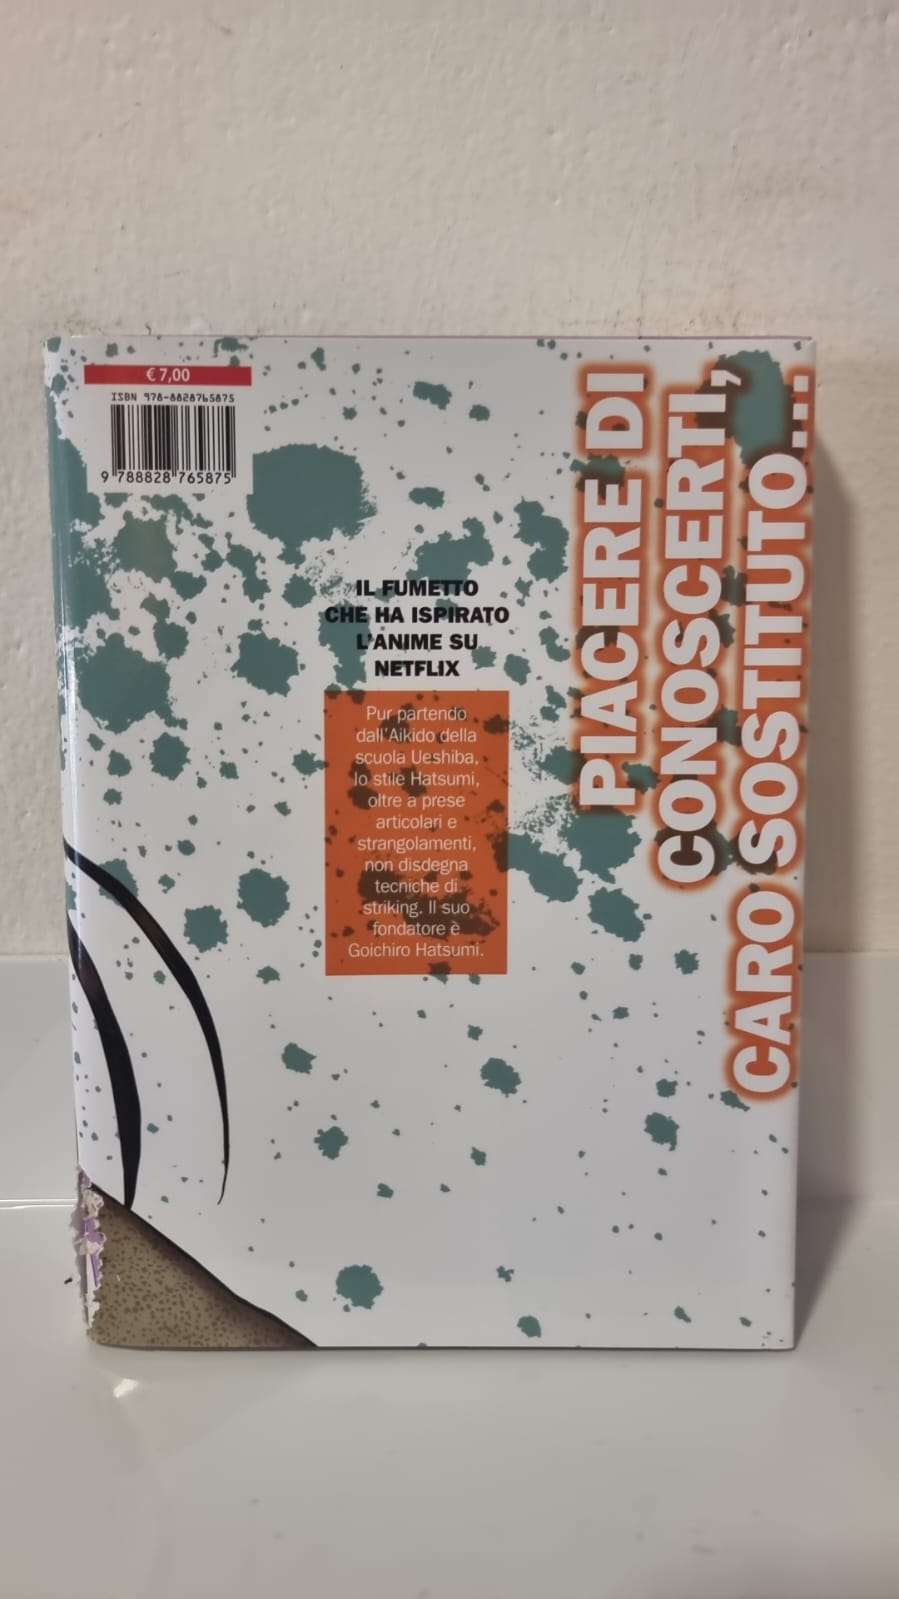 € 7,00
ISBN 978-8828765875
9 788828 765875
PIACERE DI
CONOSCERTI,
CARO SOSTITUTO...
IL FUMETTO
CHE HA ISPIRATO
L'ANIME SU
NETFLIX
Pur partendo
dall'Aikido della
scuola Ueshiba,
lo stile Hatsumi,
oltre a prese
articolari e
strangolamenti,
non disdegna
tecniche di
striking. Il suo
fondatore è
Goichiro Hatsumi.